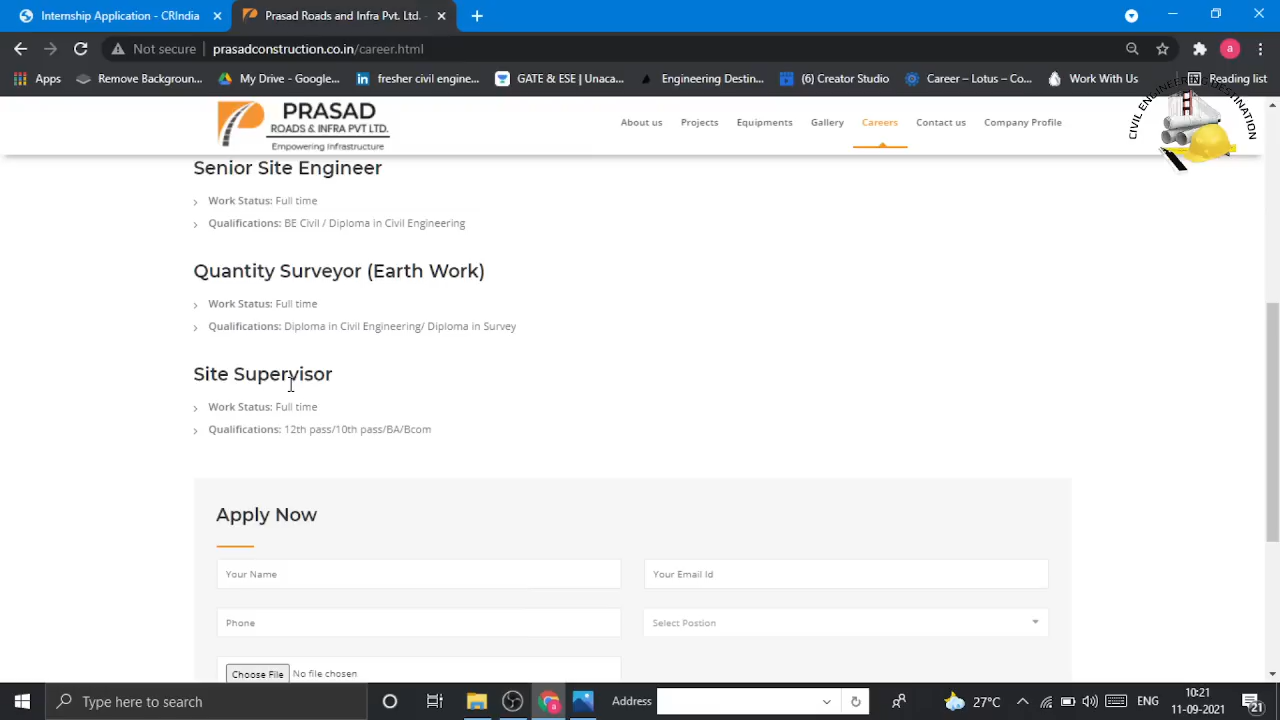 Internship Application - CRIndia
Prasad Roads and Infra Pvt. Ltd. -
Not secure | prasadconstruction.co.in/career.html
Apps
Remove Backgroun...
My Drive - Google...
fresher civil engine...
GATE & ESE | Unaca...
Engineering Destin...
(6) Creator Studio
Career – Lotus – Co...
Work With Us
Reading list
PRASAD
ROADS & INFRA PVT LTD.
Empowering Infrastructure
About us
Projects
Equipments
Gallery
Careers
Contact us
Company Profile
CIVIL ENGINEERING DESTINATION
Senior Site Engineer
Work Status: Full time
Qualifications: BE Civil / Diploma in Civil Engineering
Quantity Surveyor (Earth Work)
Work Status: Full time
Qualifications: Diploma in Civil Engineering/ Diploma in Survey
Site Supervisor
Work Status: Full time
Qualifications: 12th pass/10th pass/BA/Bcom
Apply Now
Your Name
Your Email Id
Phone
Select Postion
Choose File No file chosen
Type here to search
Address
27°C
ENG
10:21
11-09-2021
21